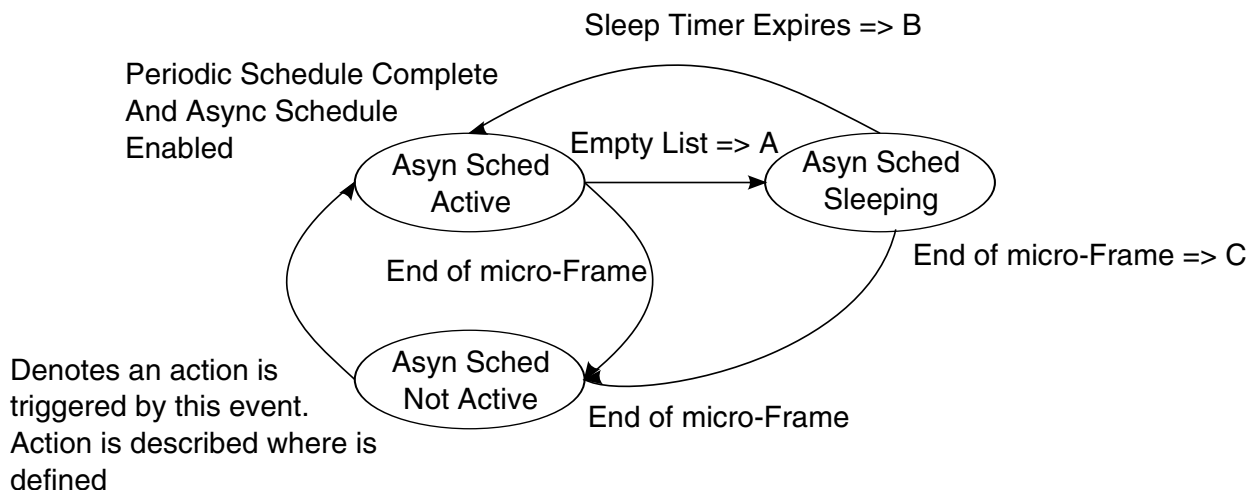 Sleep Timer Expires => B
Periodic Schedule Complete
And Async Schedule
Enabled
Empty List => A
Asyn Sched
Active
Asyn Sched
Sleeping
End of micro-Frame => C
End of micro-Frame
Asyn Sched
Not Active
Denotes an action is
triggered by this event.
Action is described where is
defined
End of micro-Frame